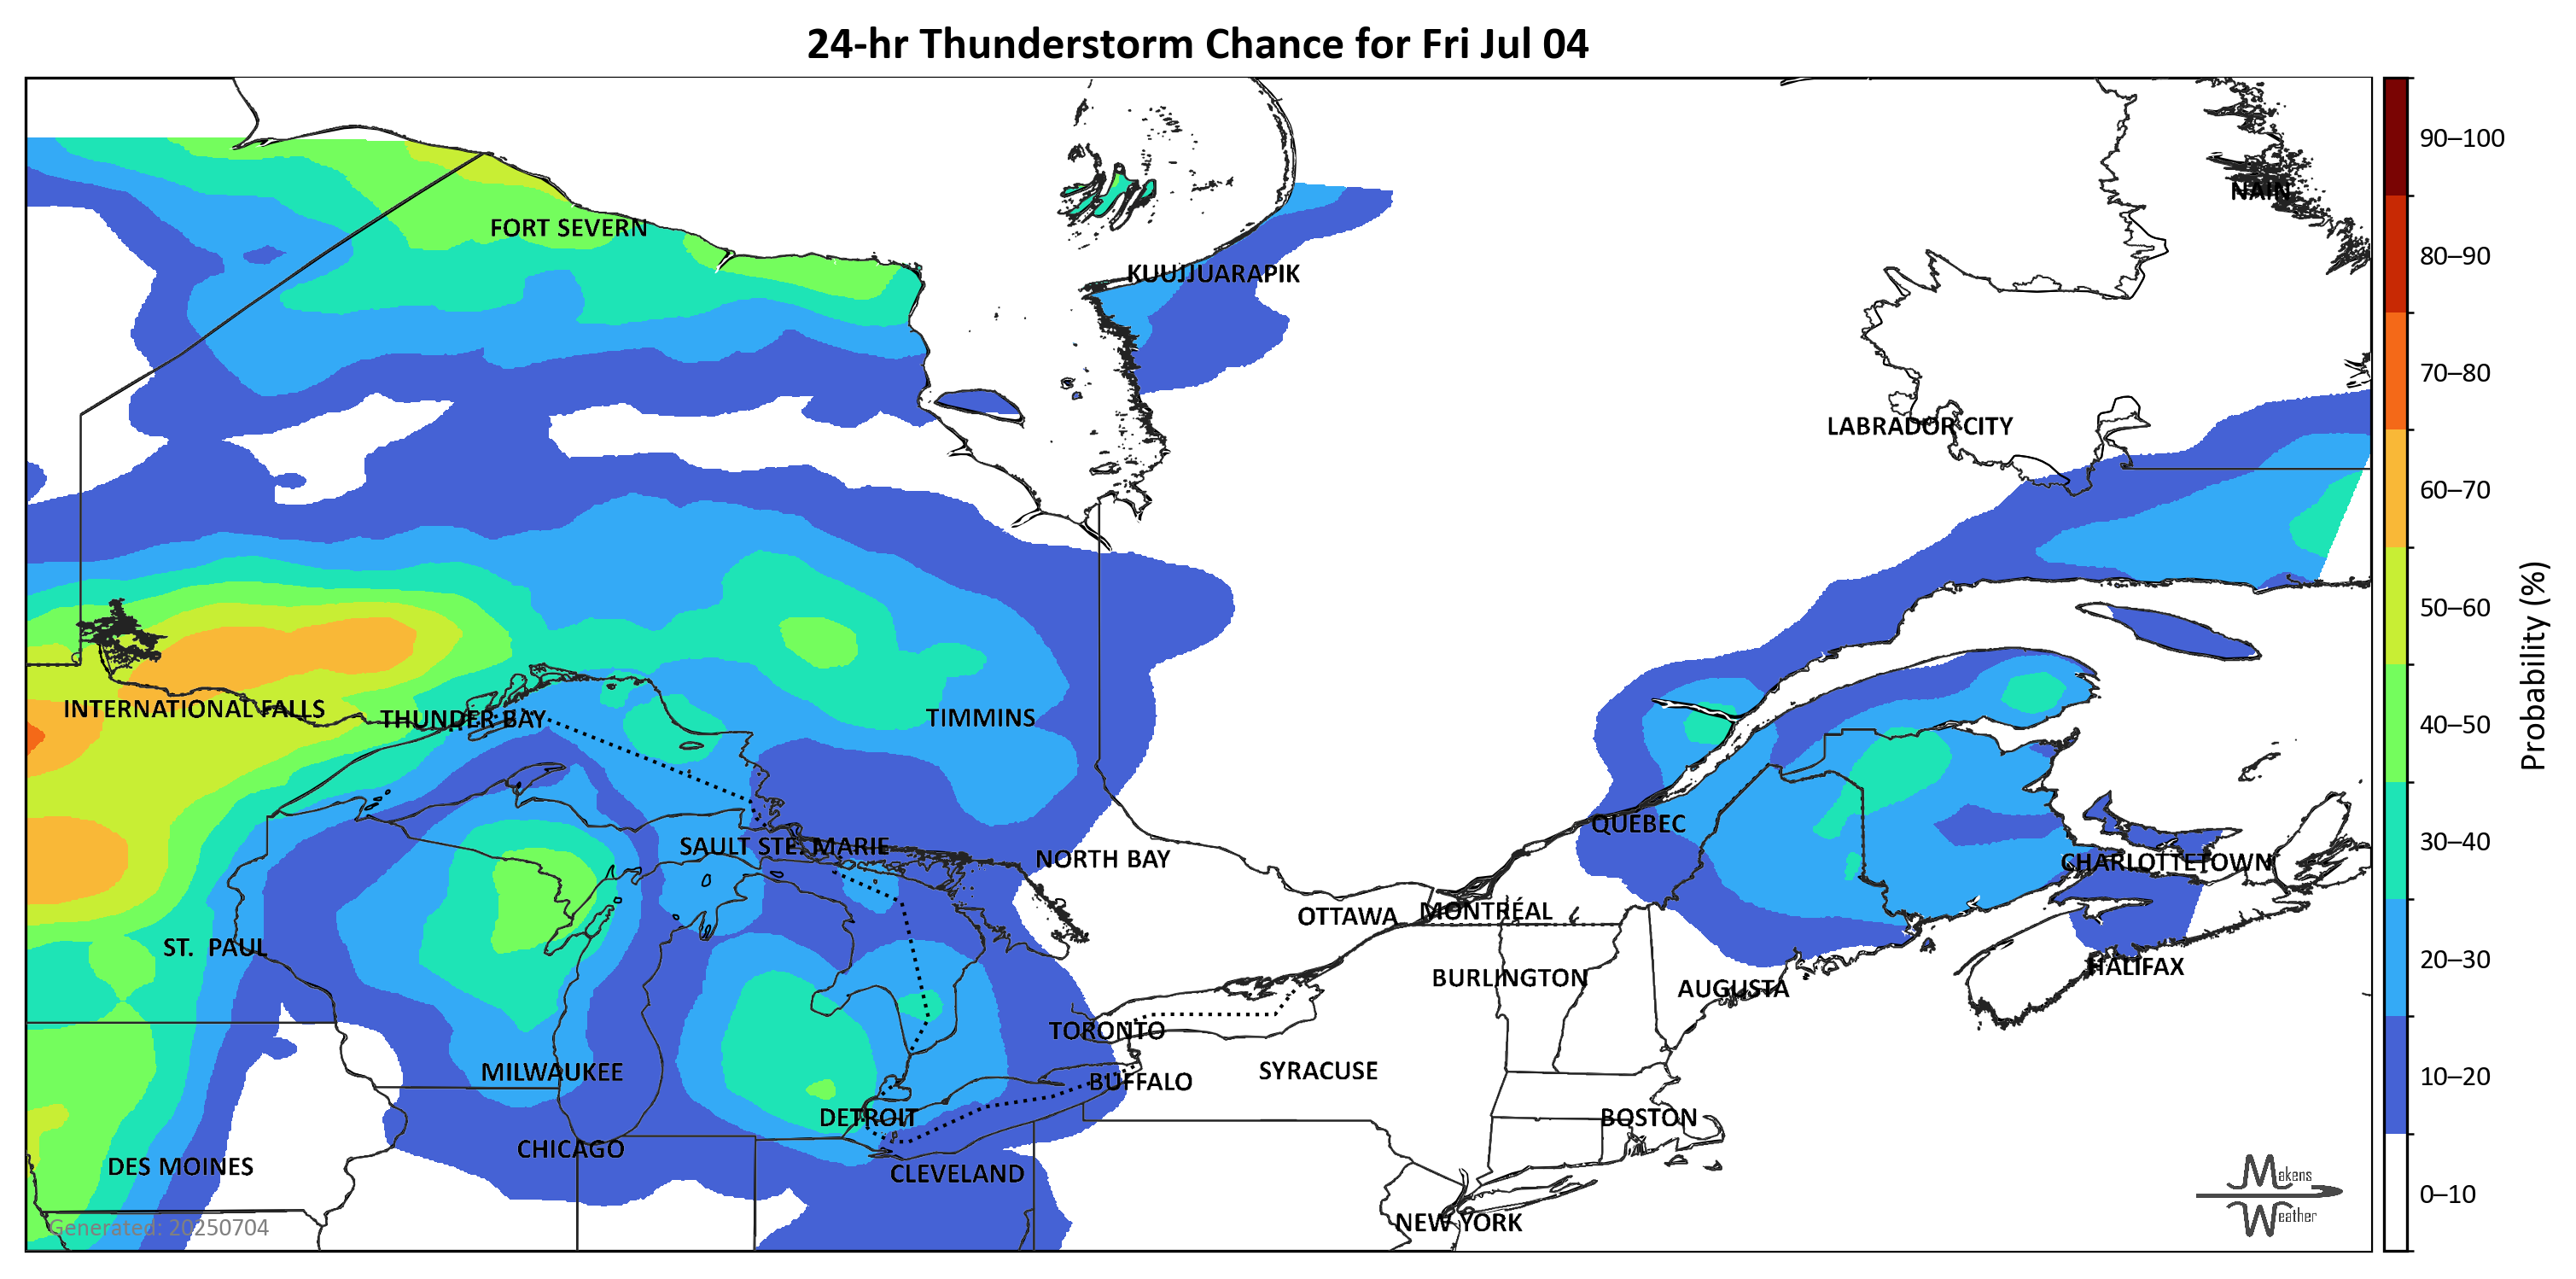 24-hr Thunderstorm Chance for Fri Jul 04
90–100
NAIN
FORT SEVERN
80–90
KUUJJUARAPIK
70–80
LABRADOR CITY
60–70
50–60
Probability (%)
INTERNATIONAL FALLS
THUNDER BAY
TIMMINS
40–50
QUEBEC
SAULT STE. MARIE
NORTH BAY
CHARLOTTETOWN
30–40
OTTAWA
MONTRÉAL
ST. PAUL
BURLINGTON
HALIFAX
20–30
AUGUSTA
TORONTO
MILWAUKEE
BUFFALO
SYRACUSE
10–20
DETROIT
BOSTON
CHICAGO
DES MOINES
CLEVELAND
Makens
Weather
0–10
NEW YORK
Generated: 20250704